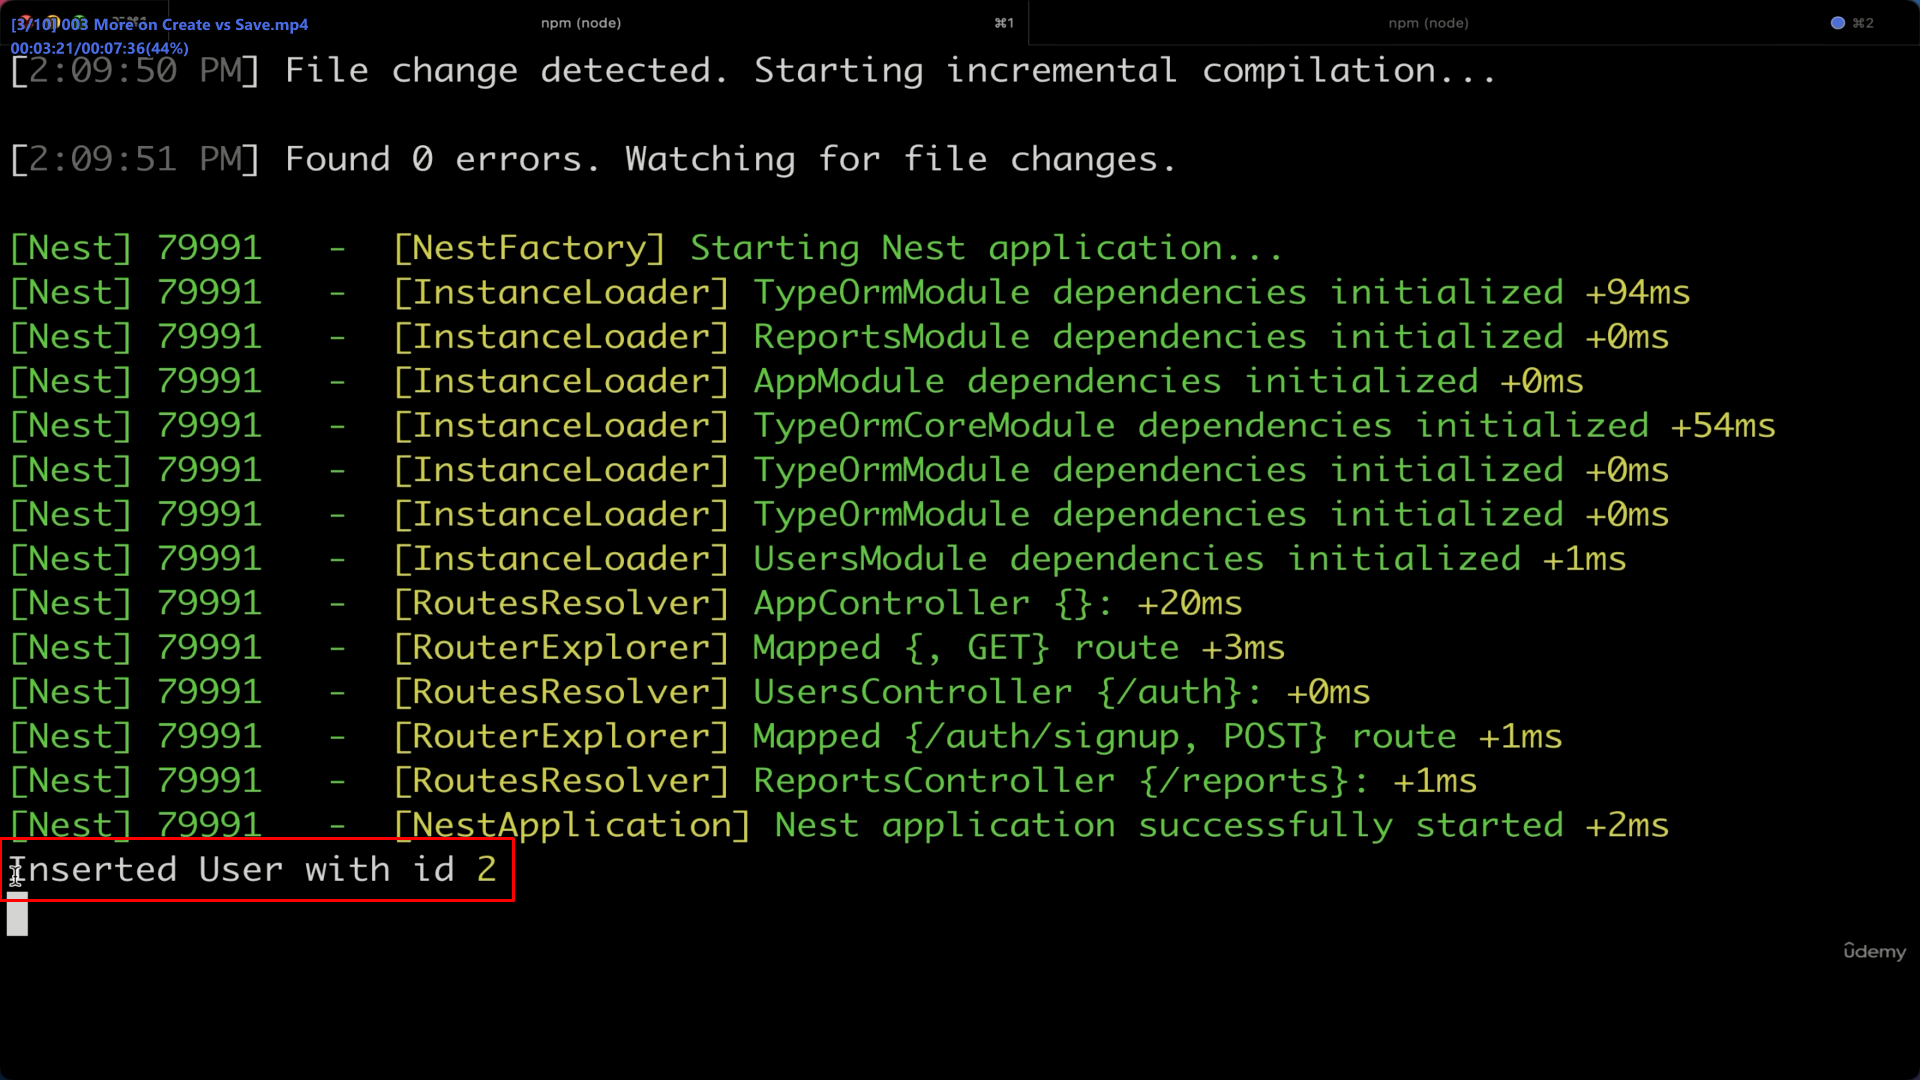 [3/10] 003 More on Create vs Save.mp4
00:03:21/00:07:36(44%)
npm (node)
⌘1
npm (node)
⌘2
[2:09:50 PM] File change detected. Starting incremental compilation...
[2:09:51 PM] Found 0 errors. Watching for file changes.
[Nest] 79991   -  [NestFactory] Starting Nest application...
[Nest] 79991   -  [InstanceLoader] TypeOrmModule dependencies initialized +94ms
[Nest] 79991   -  [InstanceLoader] ReportsModule dependencies initialized +0ms
[Nest] 79991   -  [InstanceLoader] AppModule dependencies initialized +0ms
[Nest] 79991   -  [InstanceLoader] TypeOrmCoreModule dependencies initialized +54ms
[Nest] 79991   -  [InstanceLoader] TypeOrmModule dependencies initialized +0ms
[Nest] 79991   -  [InstanceLoader] TypeOrmModule dependencies initialized +0ms
[Nest] 79991   -  [InstanceLoader] UsersModule dependencies initialized +1ms
[Nest] 79991   -  [RoutesResolver] AppController {}: +20ms
[Nest] 79991   -  [RouterExplorer] Mapped {, GET} route +3ms
[Nest] 79991   -  [RoutesResolver] UsersController {/auth}: +0ms
[Nest] 79991   -  [RouterExplorer] Mapped {/auth/signup, POST} route +1ms
[Nest] 79991   -  [RoutesResolver] ReportsController {/reports}: +1ms
[Nest] 79991   -  [NestApplication] Nest application successfully started +2ms
Inserted User with id 2
ûdemy